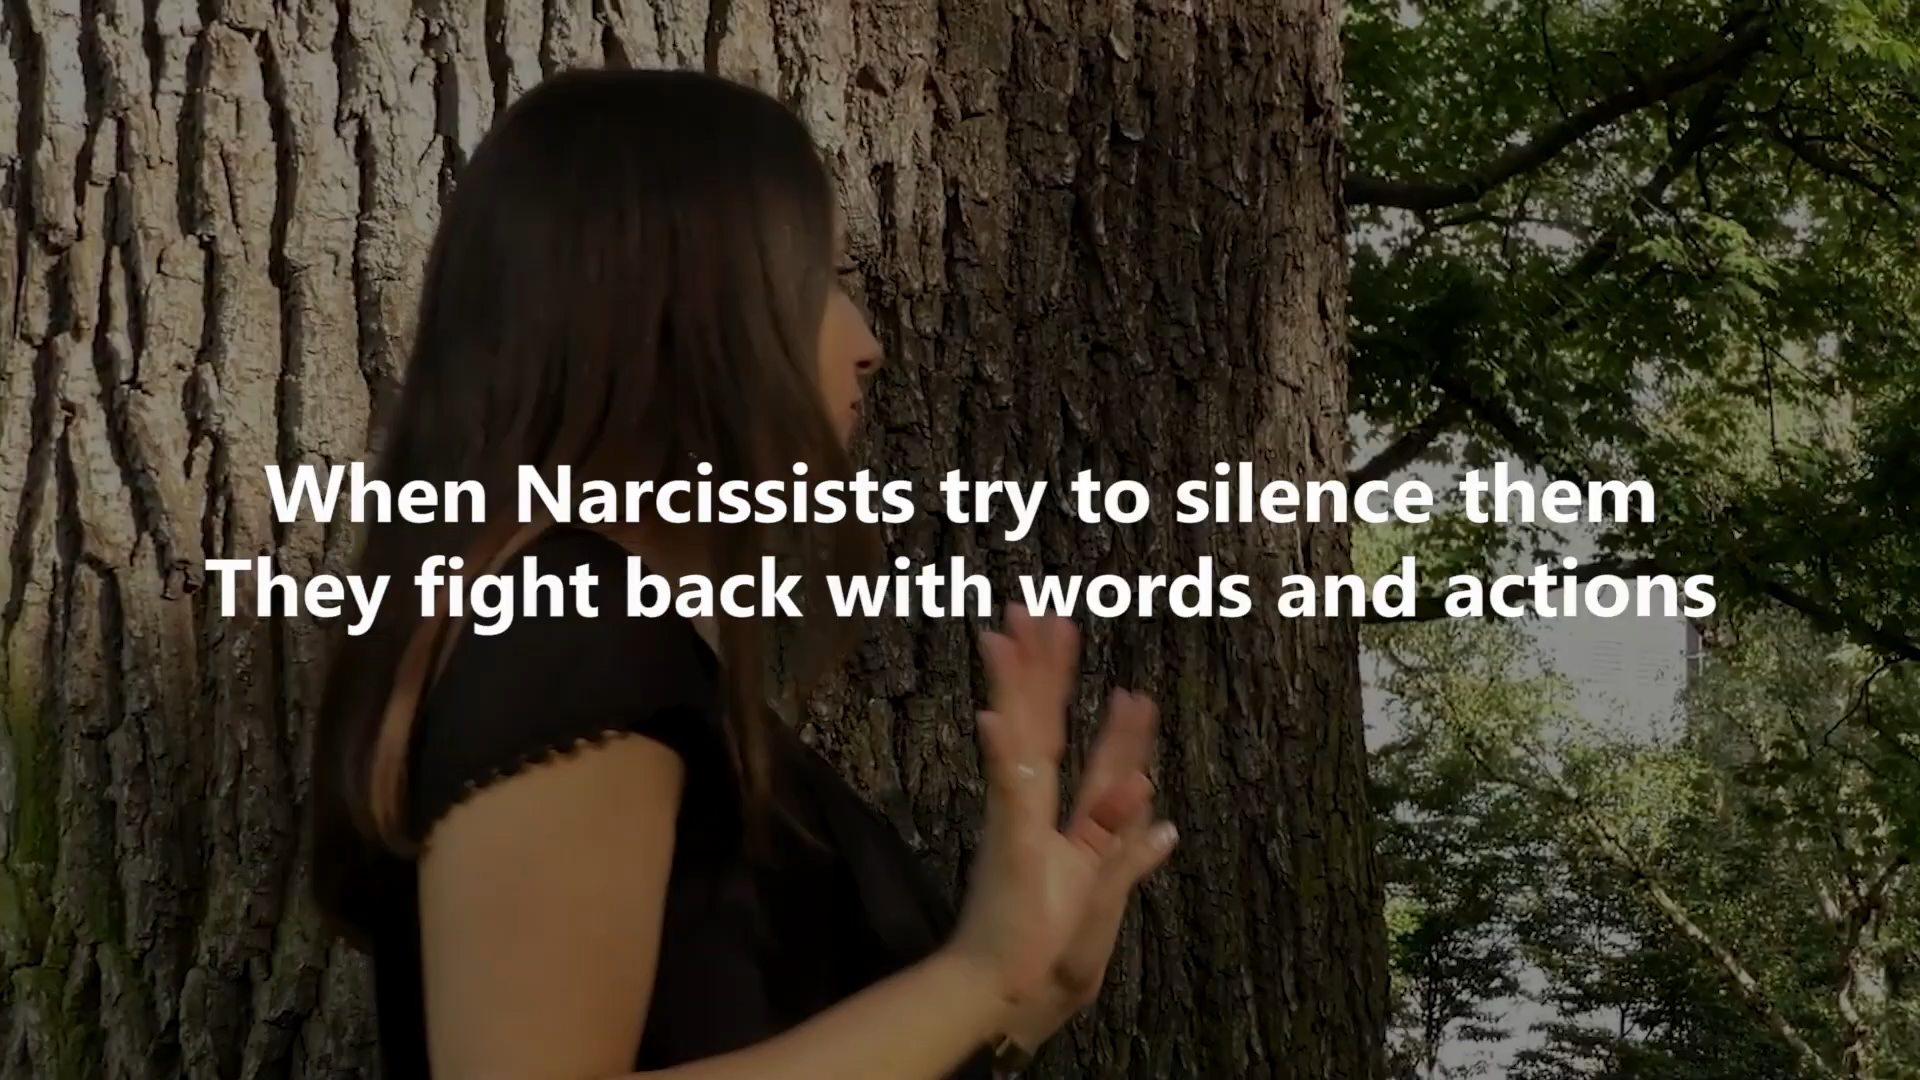 When Narcissists try to silence them
They fight back with words and actions